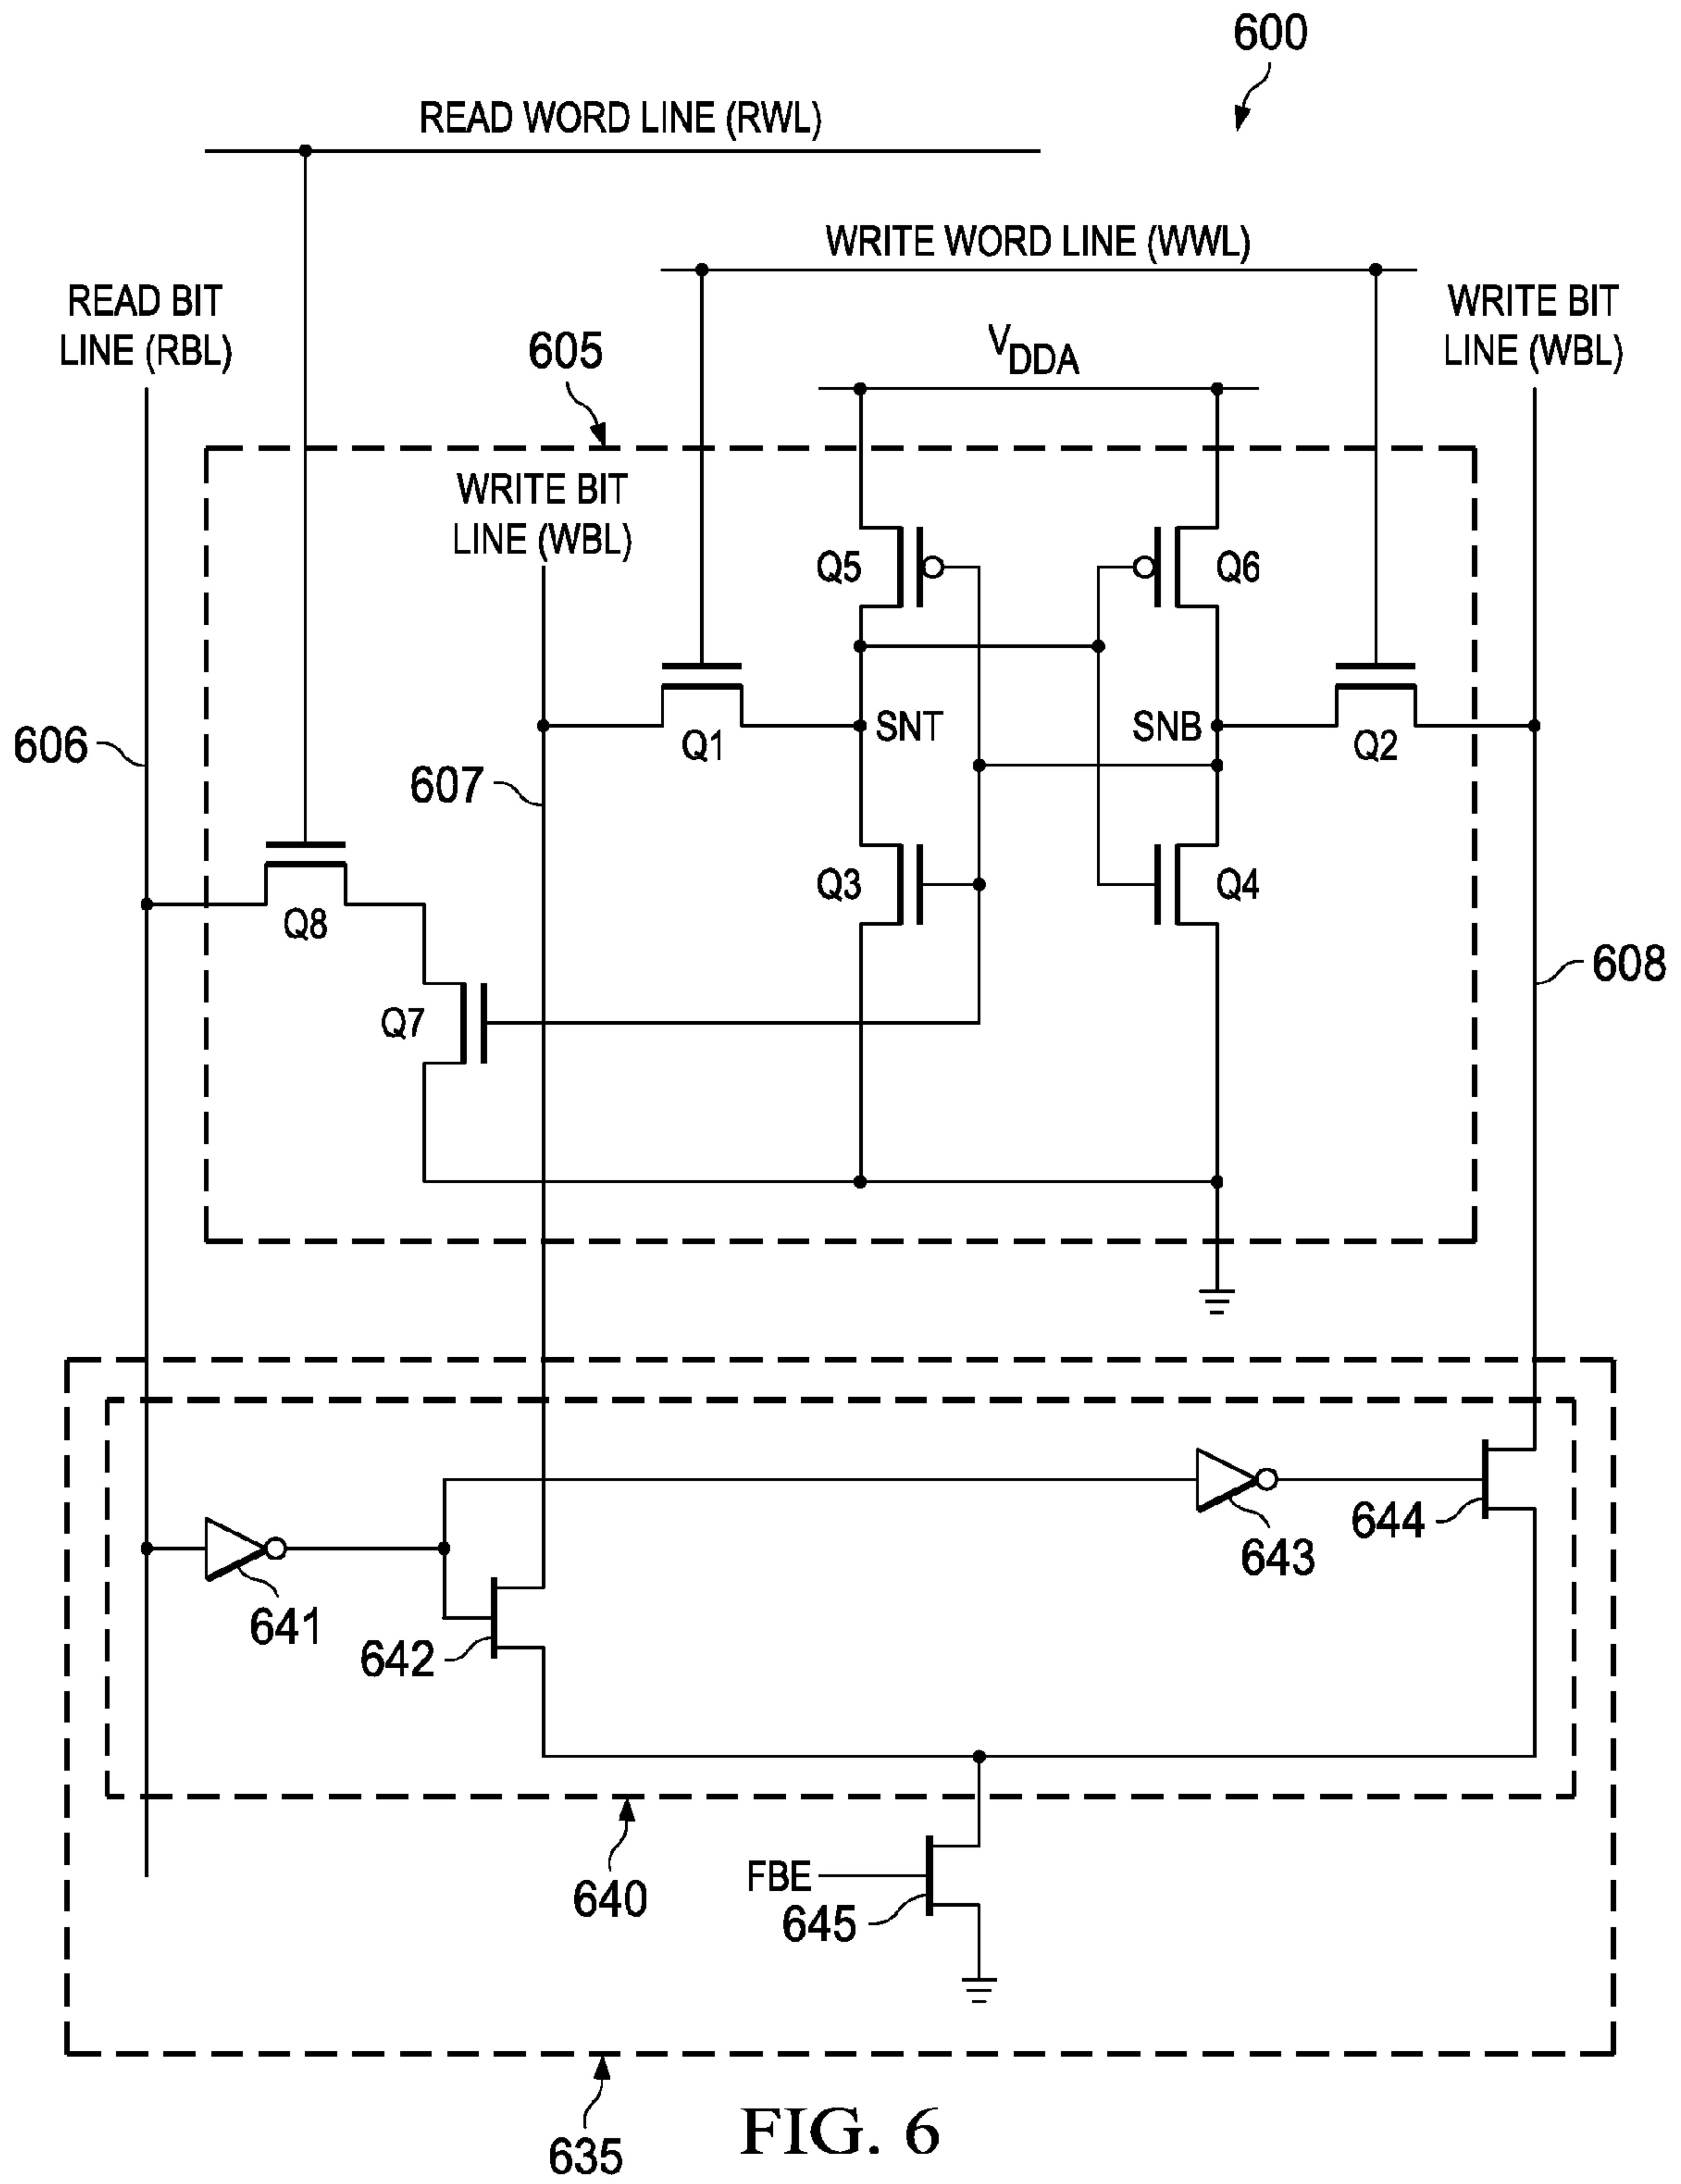 600
READ WORD LINE (RWL)
WRITE WORD LINE (WWL)
READ BIT
LINE (RBL)
WRITE BIT
LINE (WBL)
605
VDDA
WRITE BIT
LINE (WBL)
Q5
Q6
606
Q1
SNT
SNB
Q2
607
Q8
Q3
Q4
608
Q7
641
642
643
644
640
FBE
645
635
FIG. 6